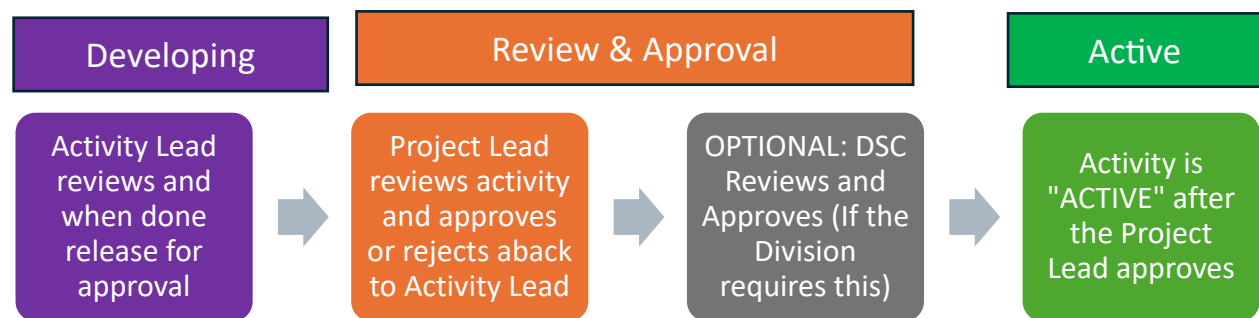 Developing
Review & Approval
Active
Activity Lead
reviews and
when done
release for
approval
Project Lead
reviews activity
and approves
or rejects aback
to Activity Lead
OPTIONAL: DSC
Reviews and
Approves (If the
Division
requires this)
Activity is
"ACTIVE" after
the Project
Lead approves